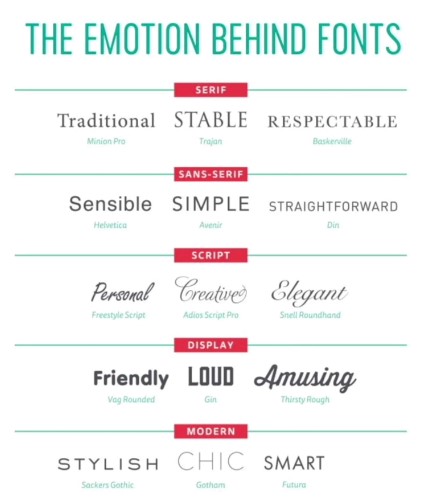 THE EMOTION BEHIND FONTS
SERIF
Traditional STABLE RESPECTABLE
Minion Pro Trajan Baskerville
SANS-SERIF
Sensible SIMPLE STRAIGHTFORWARD
Helvetica Avenir Din
SCRIPT
Personal Creative Elegant
Freestyle Script Adios Script Pro Snell Roundhand
DISPLAY
Friendly LOUD Amusing
Vag Rounded Gin Thirsty Rough
MODERN
STYLISH CHIC SMART
Sackers Gothic Gotham Futura